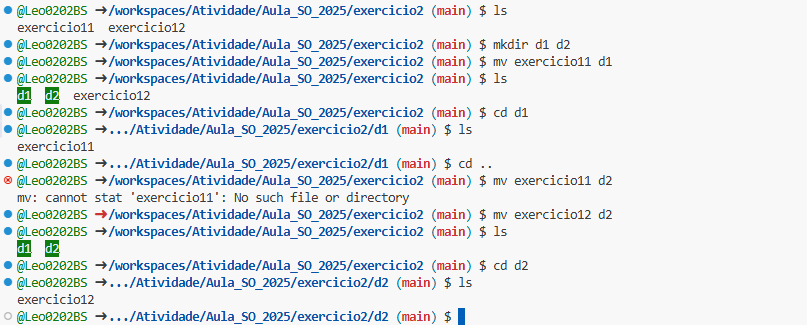 @Leo0202BS ➜/workspaces/Atividade/Aula_SO_2025/exercicio2 (main) $ ls
exercicio11  exercicio12
@Leo0202BS ➜/workspaces/Atividade/Aula_SO_2025/exercicio2 (main) $ mkdir d1 d2
@Leo0202BS ➜/workspaces/Atividade/Aula_SO_2025/exercicio2 (main) $ mv exercicio11 d1
@Leo0202BS ➜/workspaces/Atividade/Aula_SO_2025/exercicio2 (main) $ ls
d1  d2  exercicio12
@Leo0202BS ➜/workspaces/Atividade/Aula_SO_2025/exercicio2 (main) $ cd d1
@Leo0202BS ➜.../Atividade/Aula_SO_2025/exercicio2/d1 (main) $ ls
exercicio11
@Leo0202BS ➜.../Atividade/Aula_SO_2025/exercicio2/d1 (main) $ cd ..
@Leo0202BS ➜/workspaces/Atividade/Aula_SO_2025/exercicio2 (main) $ mv exercicio11 d2
mv: cannot stat 'exercicio11': No such file or directory
@Leo0202BS ➜/workspaces/Atividade/Aula_SO_2025/exercicio2 (main) $ mv exercicio12 d2
@Leo0202BS ➜/workspaces/Atividade/Aula_SO_2025/exercicio2 (main) $ ls
d1  d2
@Leo0202BS ➜/workspaces/Atividade/Aula_SO_2025/exercicio2 (main) $ cd d2
@Leo0202BS ➜.../Atividade/Aula_SO_2025/exercicio2/d2 (main) $ ls
exercicio12
@Leo0202BS ➜.../Atividade/Aula_SO_2025/exercicio2/d2 (main) $